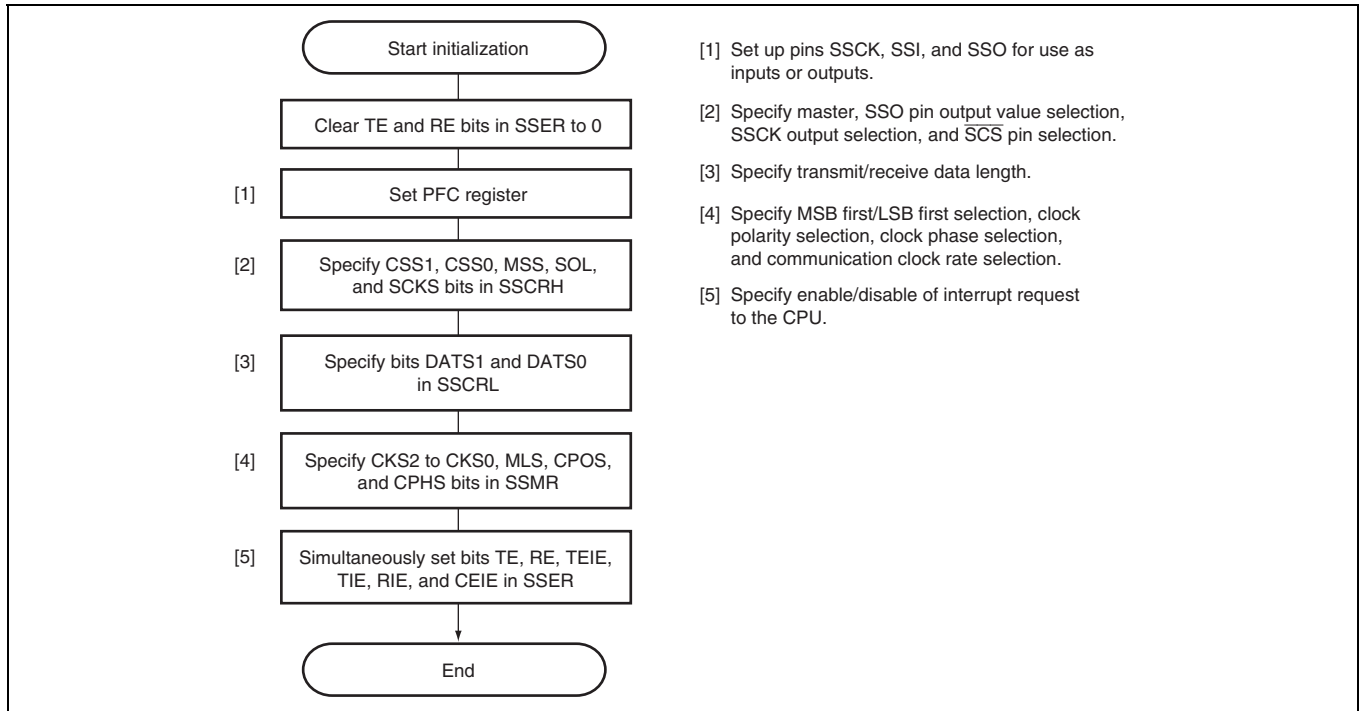 Start initialization
Clear TE and RE bits in SSER to 0
[1] Set PFC register
[2] Specify CSS1, CSS0, MSS, SOL,
and SCKS bits in SSCRH
[3] Specify bits DATS1 and DATS0
in SSCRL
[4] Specify CKS2 to CKS0, MLS, CPOS,
and CPHS bits in SSMR
[5] Simultaneously set bits TE, RE, TEIE,
TIE, RIE, and CEIE in SSER
End
[1] Set up pins SSCK, SSI, and SSO for use as
inputs or outputs.
[2] Specify master, SSO pin output value selection,
SSCK output selection, and S̅C̅S̅ pin selection.
[3] Specify transmit/receive data length.
[4] Specify MSB first/LSB first selection, clock
polarity selection, clock phase selection,
and communication clock rate selection.
[5] Specify enable/disable of interrupt request
to the CPU.